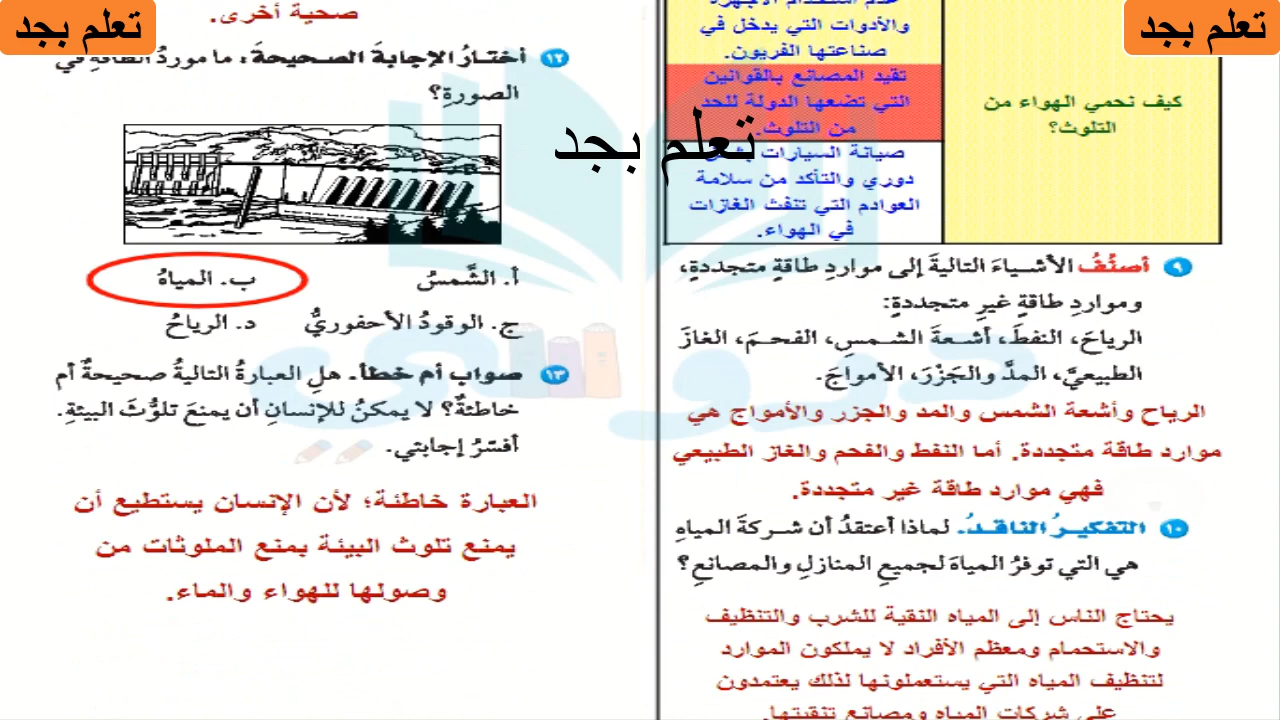 تعلم بجد
تعلم بجد
تعلم بجد
والأدوات التي يدخل في
صناعتها الفريون.
تقيد المصانع بالقوانين
التي تضعها الدولة للحد
من التلوث.
صيانة السيارات
دوري والتأكد من سلامة
العوادم التي تنفث الغازات
في الهواء.
كيف نحمي الهواء من
التلوث؟
٩ أصنِّفُ الأشياءَ التاليةَ إلى مواردِ طاقةٍ متجددةٍ،
ومواردِ طاقةٍ غيرِ متجددةٍ:
الرياحَ، النفطَ، أشعةَ الشمسِ، الفحمَ، الغازَ
الطبيعيَّ، المدَّ والجَزْرَ، الأمواجَ.
الرياح وأشعة الشمس والمد والجزر والأمواج هي
موارد طاقة متجددة. أما النفط والفحم والغاز الطبيعي
فهي موارد طاقة غير متجددة.
١٠ التفكيرُ الناقدُ. لماذا أعتقدُ أن شركةَ المياهِ
هي التي توفرُ المياهَ لجميعِ المنازلِ والمصانعِ؟
يحتاج الناس إلى المياه النقية للشرب والتنظيف
والاستحمام ومعظم الأفراد لا يملكون الموارد
لتنظيف المياه التي يستعملونها لذلك يعتمدون
على شركات المياه ومصانع تنقيتها.
صحية أخرى.
١٢ أختارُ الإجابةَ الصحيحةَ، ما موردُ الطاقةِ في
الصورةِ؟
أ. الشَّمسُ
ب. المياهُ
ج. الوقودُ الأحفوريُّ
د. الرياحُ
١٣ صواب أم خطأ. هلِ العبارةُ التاليةُ صحيحةٌ أم
خاطئةٌ؟ لا يمكنُ للإنسانِ أن يمنعَ تلوُّثَ البيئةِ.
أفسِّرُ إجابتي.
العبارة خاطئة؛ لأن الإنسان يستطيع أن
يمنع تلوث البيئة بمنع الملوثات من
وصولها للهواء والماء.